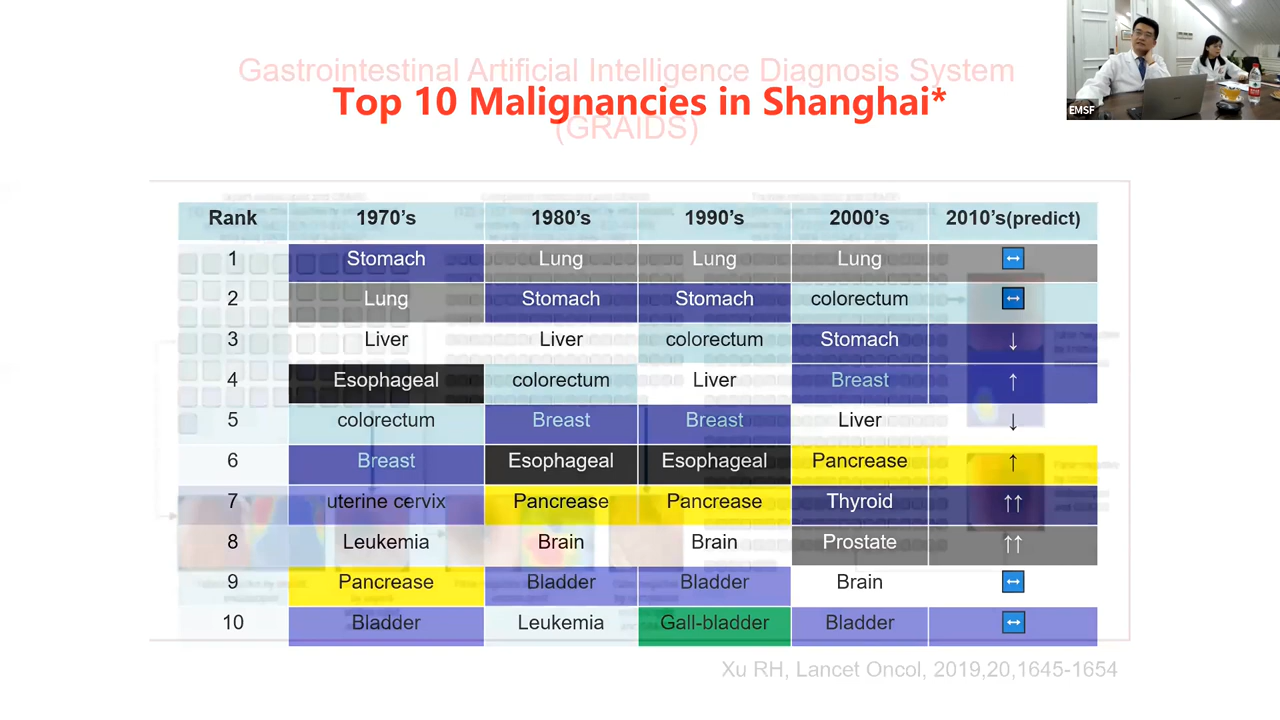 Gastrointestinal Artificial Intelligence Diagnosis System
Top 10 Malignancies in Shanghai*
(GRAIDS)
EMSF
Rank 1970's 1980's 1990's 2000's 2010's(predict)
1 Stomach Lung Lung Lung ↔
2 Lung Stomach Stomach colorectum ↔
3 Liver Liver colorectum Stomach ↓
4 Esophageal colorectum Liver Breast ↑
5 colorectum Breast Breast Liver ↓
6 Breast Esophageal Esophageal Pancrease ↑
7 uterine cervix Pancrease Pancrease Thyroid ↑↑
8 Leukemia Brain Brain Prostate ↑↑
9 Pancrease Bladder Bladder Brain ↔
10 Bladder Leukemia Gall-bladder Bladder ↔
Xu RH, Lancet Oncol, 2019,20,1645-1654